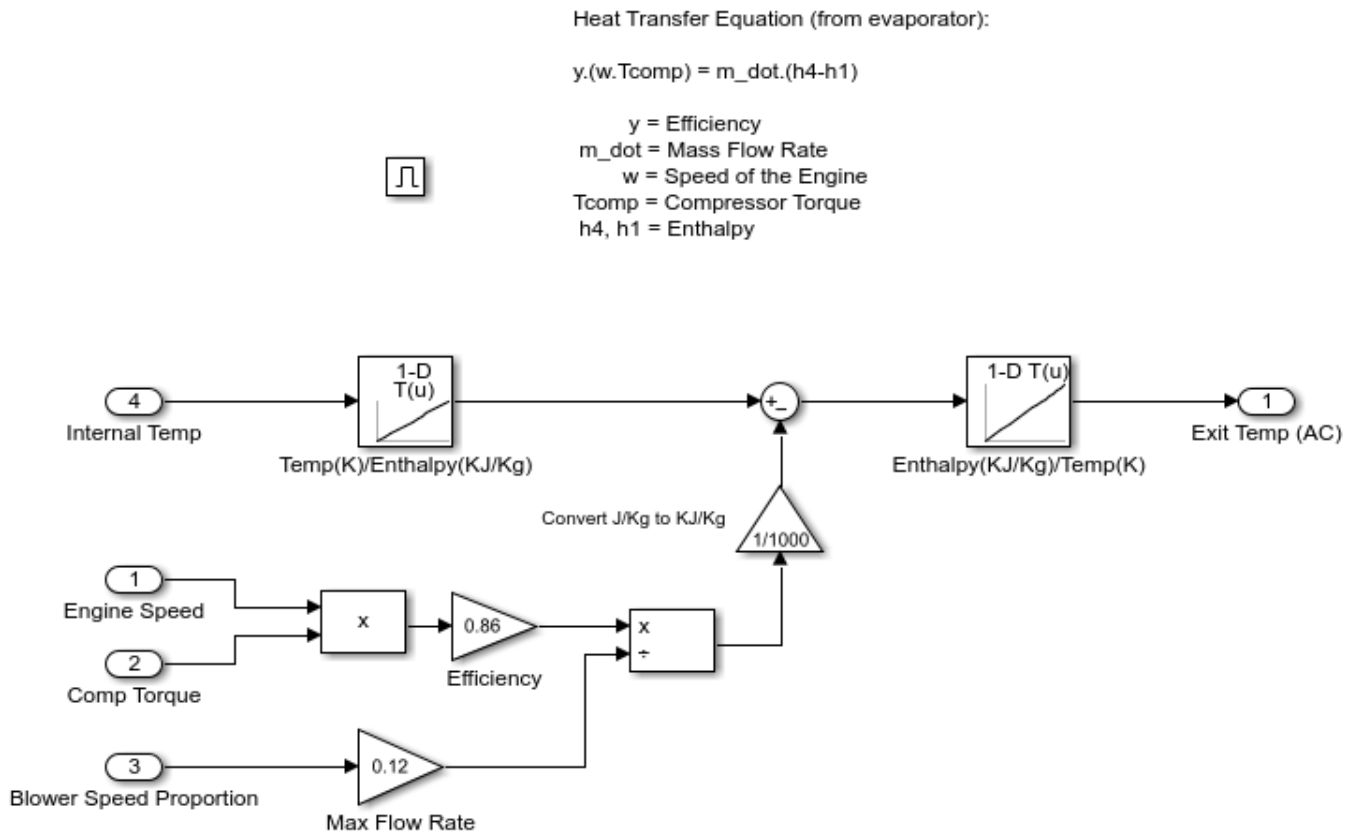 Heat Transfer Equation (from evaporator):
y.(w.Tcomp) = m_dot.(h4-h1)
y = Efficiency
m_dot = Mass Flow Rate
w = Speed of the Engine
Tcomp = Compressor Torque
h4, h1 = Enthalpy
1-D
T(u)
1-D T(u)
4
+
−
1
Internal Temp
Exit Temp (AC)
Temp(K)/Enthalpy(KJ/Kg)
Enthalpy(KJ/Kg)/Temp(K)
Convert J/Kg to KJ/Kg
1/1000
1
Engine Speed
x
0.86
x
÷
2
Comp Torque
Efficiency
3
0.12
Blower Speed Proportion
Max Flow Rate